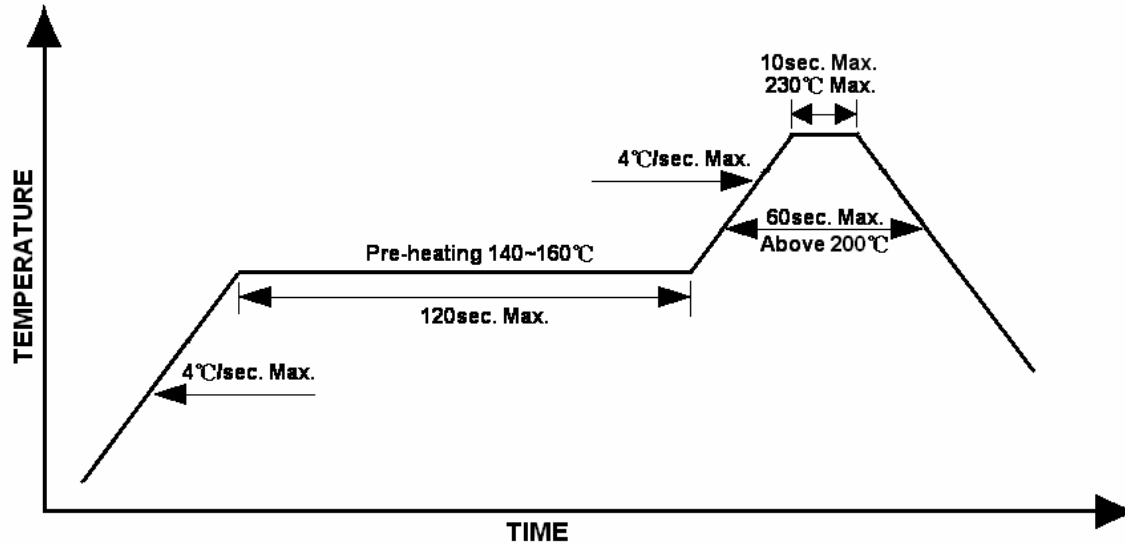 10sec. Max.
230℃ Max.
4℃/sec. Max.
60sec. Max.
Above 200℃
Pre-heating 140~160℃
120sec. Max.
4℃/sec. Max.
TEMPERATURE
TIME